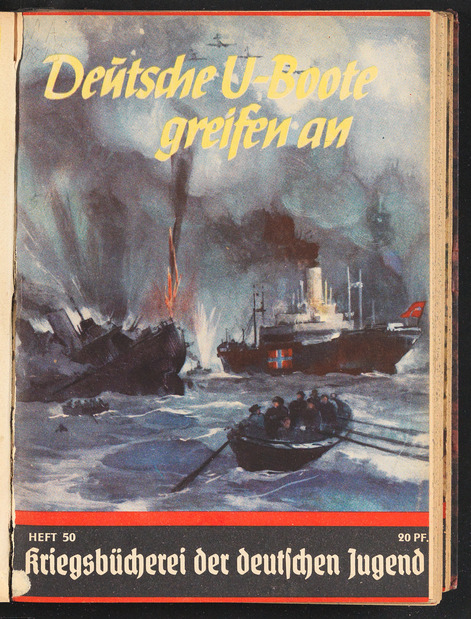 Deutsche U-Boote
greifen an
HEFT 50
20 PF.
Kriegsbücherei der deutschen Jugend